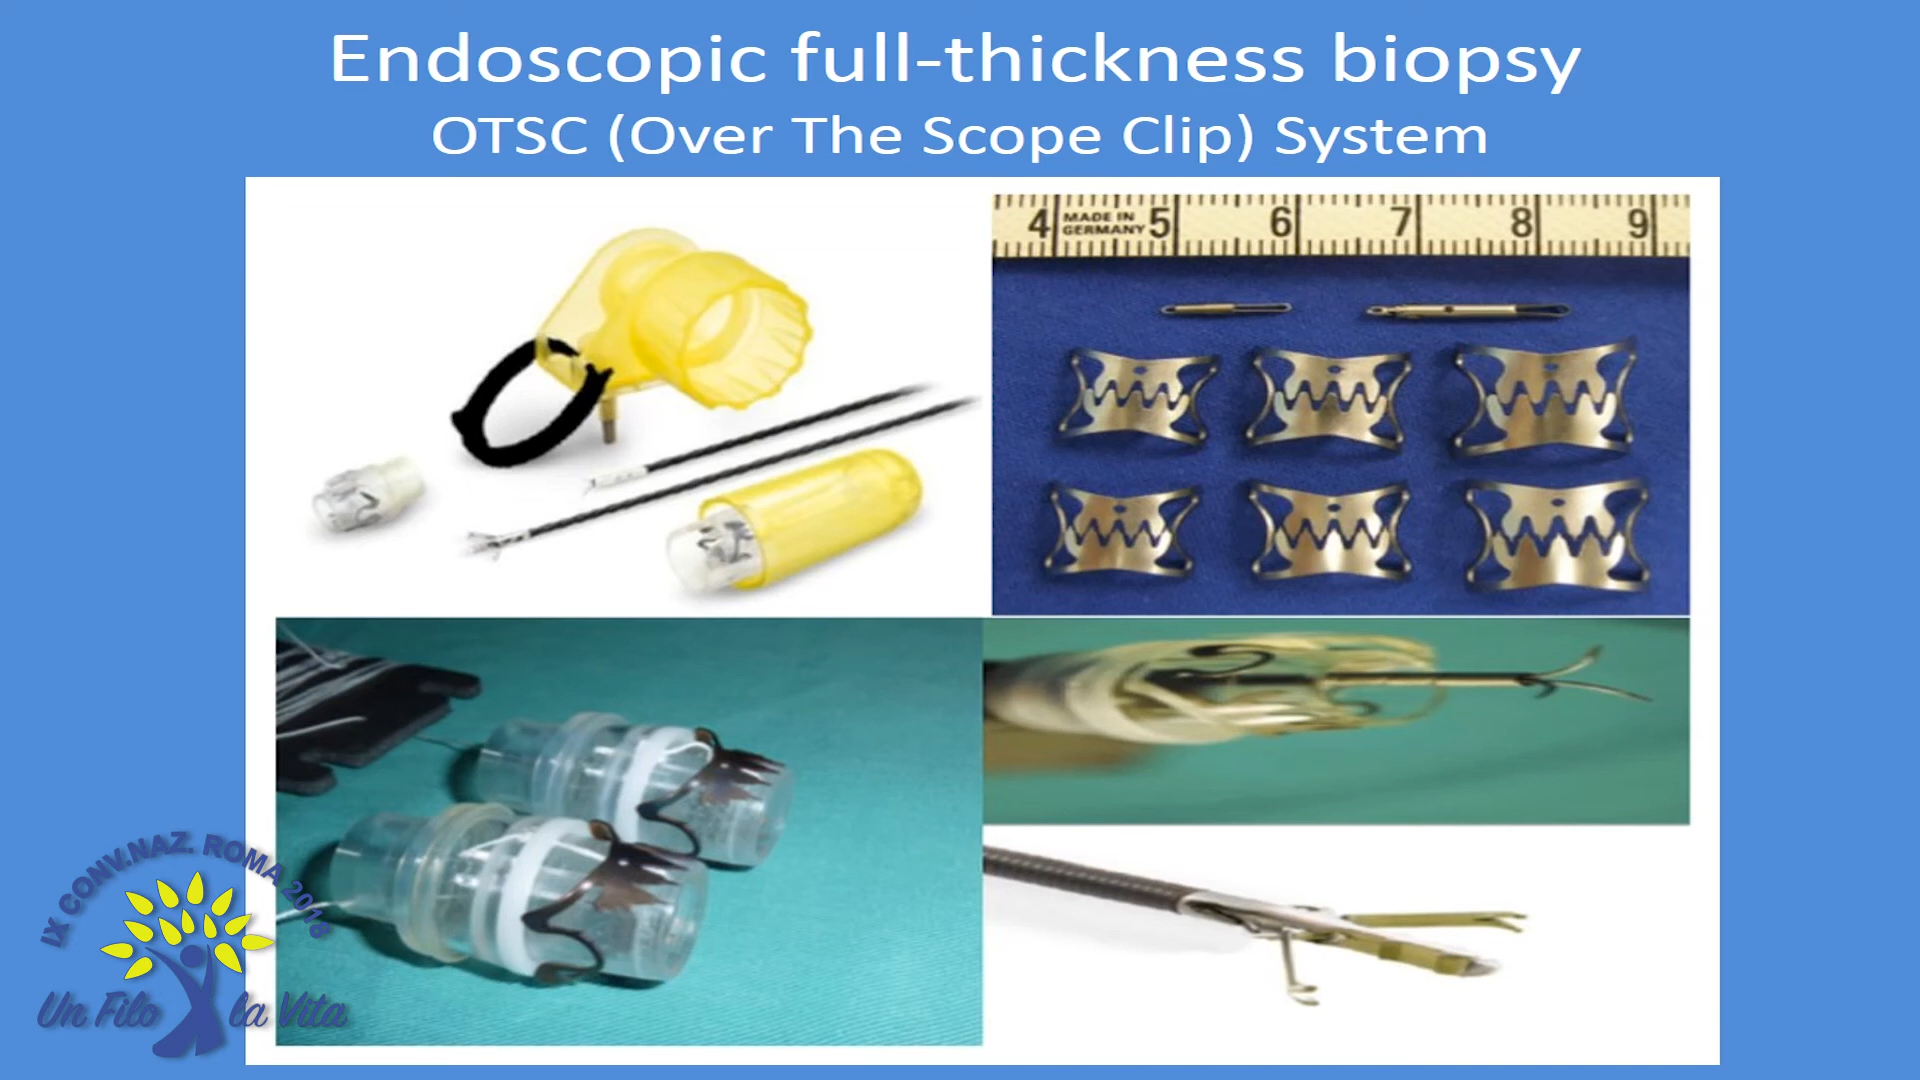 Endoscopic full-thickness biopsy
OTSC (Over The Scope Clip) System
4 MADE IN GERMANY 5 6 7 8 9
IX CONV.NAZ. ROMA 2016
Un Filo la Vita